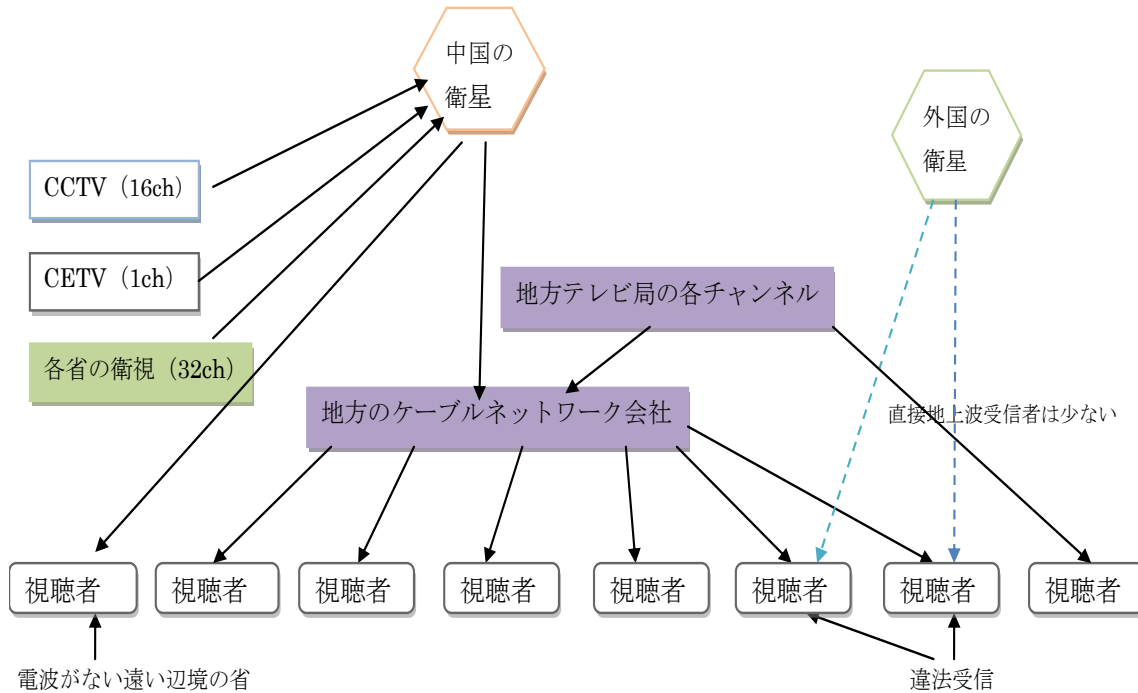 中国の
衛星
外国の
衛星
CCTV（16ch）
CETV（1ch）
地方テレビ局の各チャンネル
各省の衛視（32ch）
地方のケーブルネットワーク会社
直接地上波受信者は少ない
視聴者
視聴者
視聴者
視聴者
視聴者
視聴者
視聴者
視聴者
電波がない遠い辺境の省
違法受信